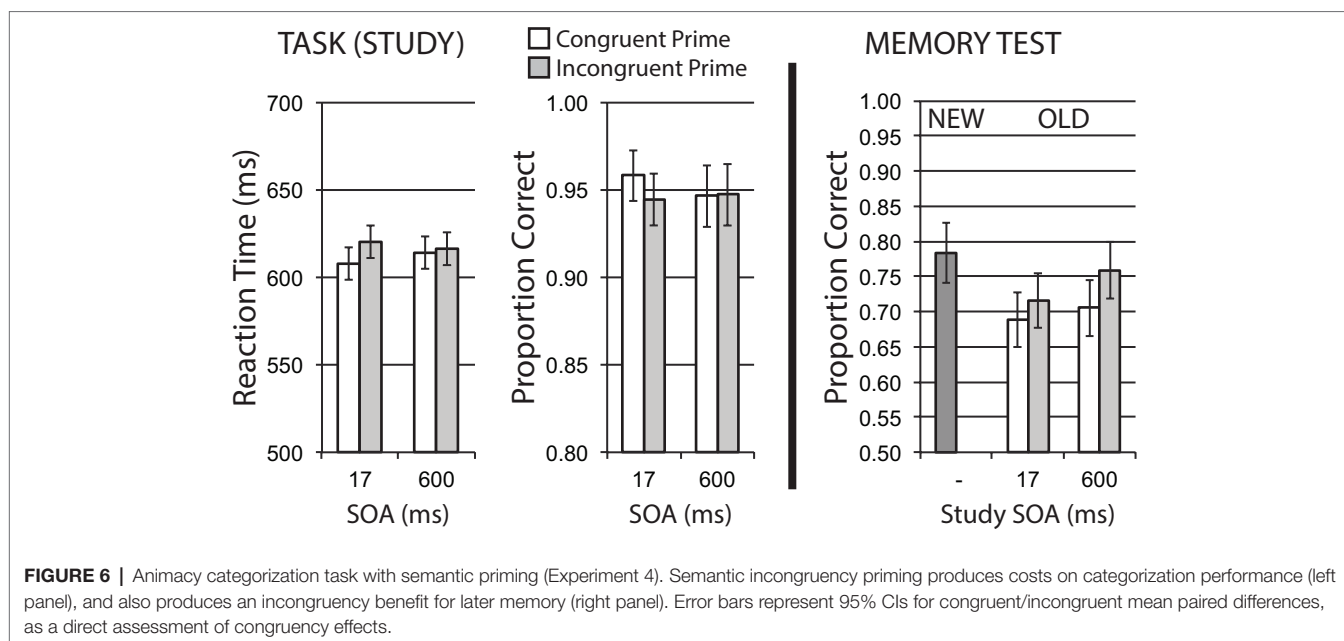 TASK (STUDY)
Congruent Prime
Incongruent Prime
MEMORY TEST
Reaction Time (ms)
700
650
600
550
500
17 600
SOA (ms)
Proportion Correct
1.00
0.95
0.90
0.85
0.80
17 600
SOA (ms)
Proportion Correct
1.00
0.95
0.90
0.85
0.80
0.75
0.70
0.65
0.60
0.55
0.50
NEW OLD
- 17 600
Study SOA (ms)
FIGURE 6 | Animacy categorization task with semantic priming (Experiment 4). Semantic incongruency priming produces costs on categorization performance (left
panel), and also produces an incongruency benefit for later memory (right panel). Error bars represent 95% CIs for congruent/incongruent mean paired differences,
as a direct assessment of congruency effects.